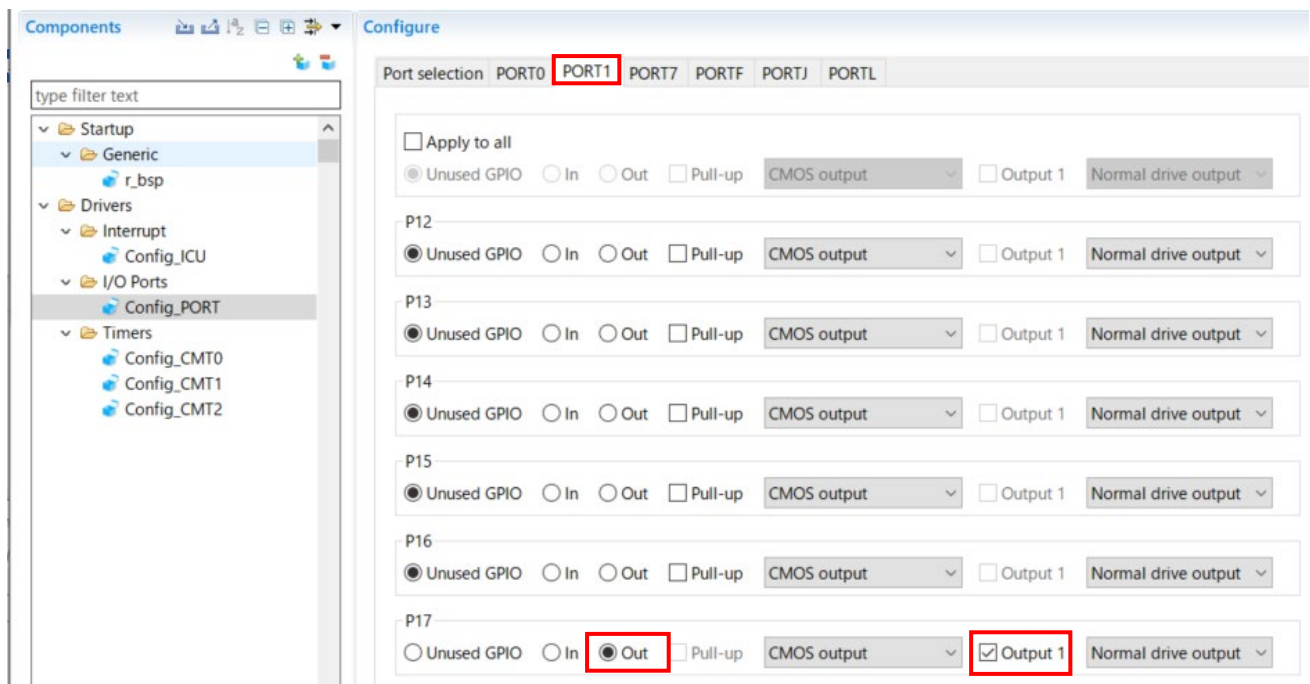 Components
Configure
type filter text
Startup
Generic
r_bsp
Drivers
Interrupt
Config_ICU
I/O Ports
Config_PORT
Timers
Config_CMT0
Config_CMT1
Config_CMT2
Port selection PORT0 PORT1 PORT7 PORTF PORTJ PORTL
Apply to all
Unused GPIO In Out Pull-up CMOS output Output 1 Normal drive output
P12
Unused GPIO In Out Pull-up CMOS output Output 1 Normal drive output
P13
Unused GPIO In Out Pull-up CMOS output Output 1 Normal drive output
P14
Unused GPIO In Out Pull-up CMOS output Output 1 Normal drive output
P15
Unused GPIO In Out Pull-up CMOS output Output 1 Normal drive output
P16
Unused GPIO In Out Pull-up CMOS output Output 1 Normal drive output
P17
Unused GPIO In Out Pull-up CMOS output Output 1 Normal drive output